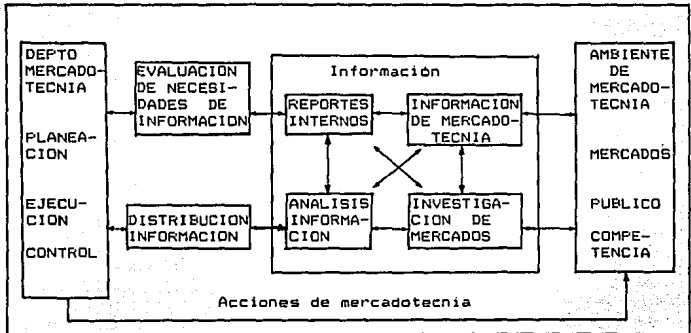 DEPTO
MERCADO-
TECNIA
PLANEA-
CION
EJECU-
CION
CONTROL
EVALUACION
DE NECESI-
DADES DE
INFORMACION
DISTRIBUCION
INFORMACION
Información
REPORTES
INTERNOS
INFORMACION
DE MERCADO-
TECNIA
ANALISIS
INFORMA-
CION
INVESTIGA-
CION DE
MERCADOS
AMBIENTE
DE
MERCADO-
TECNIA
MERCADOS
PUBLICO
COMPE-
TENCIA
Acciones de mercadotecnia